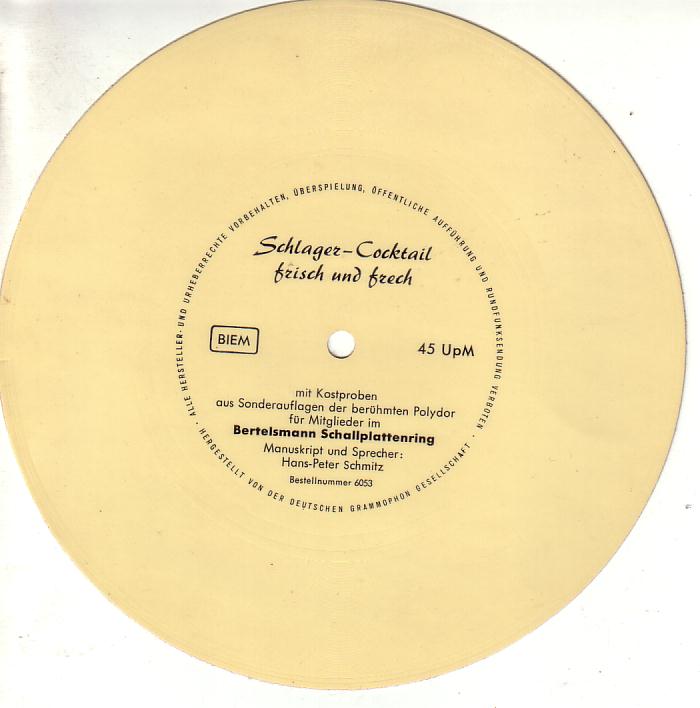 Schlager-Cocktail
frisch und frech
BIEM
45 UpM
mit Kostproben
aus Sonderauflagen der berühmten Polydor
für Mitglieder im
Bertelsmann Schallplattenring
Manuskript und Sprecher:
Hans-Peter Schmitz
Bestellnummer 6053
· ALLE HERSTELLER- UND URHEBERRECHTE VORBEHALTEN, ÜBERSPIELUNG, ÖFFENTLICHE AUFFÜHRUNG UND RUNDFUNKSENDUNG VERBOTEN ·
HERGESTELLT VON DER DEUTSCHEN GRAMMOPHON GESELLSCHAFT ·